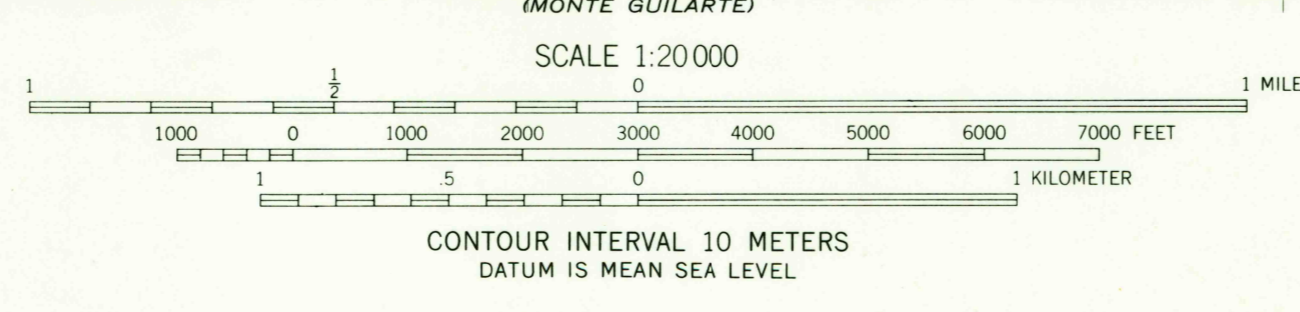 (MONTE GUILARTE)
SCALE 1:20 000
1 1/2 0 1 MILE
1000 0 1000 2000 3000 4000 5000 6000 7000 FEET
1 .5 0 1 KILOMETER
CONTOUR INTERVAL 10 METERS
DATUM IS MEAN SEA LEVEL